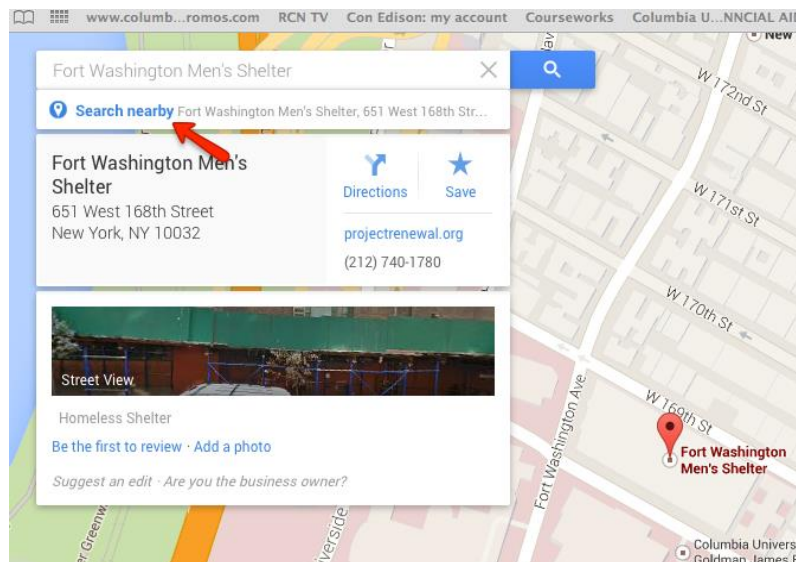 www.columb...romos.com RCN TV Con Edison: my account Courseworks Columbia U...NNCIAL AI
New
Fort Washington Men's Shelter
Search nearby Fort Washington Men's Shelter, 651 West 168th Str...
Fort Washington Men's
Shelter
651 West 168th Street
New York, NY 10032
Directions Save
projectrenewal.org
(212) 740-1780
Street View
Homeless Shelter
Be the first to review · Add a photo
Suggest an edit · Are you the business owner?
W 172nd St
W 171st St
W 170th St
W 169th St
Fort Washington Ave
Fort Washington
Men's Shelter
Columbia Univers
Goldman James